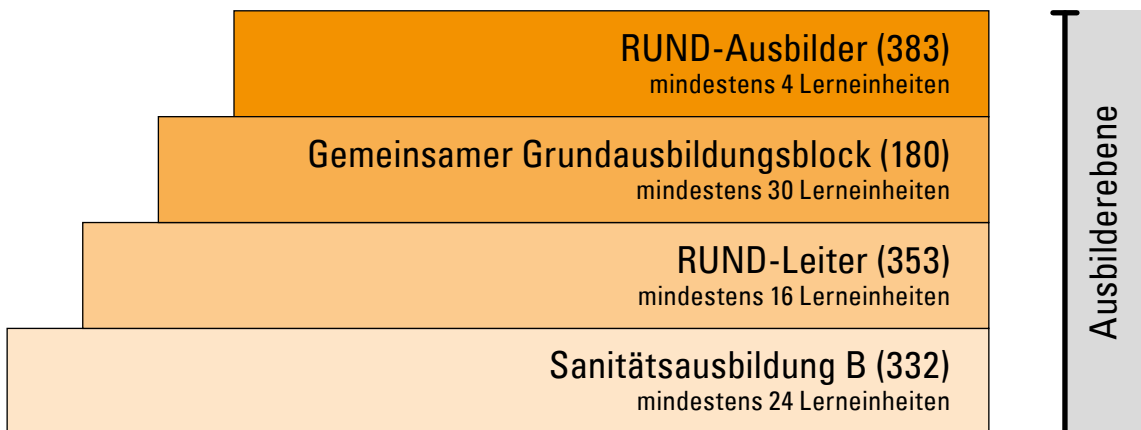 RUND-Ausbilder (383)
mindestens 4 Lerneinheiten
Gemeinsamer Grundausbildungsblock (180)
mindestens 30 Lerneinheiten
RUND-Leiter (353)
mindestens 16 Lerneinheiten
Sanitätsausbildung B (332)
mindestens 24 Lerneinheiten
Ausbilderebene